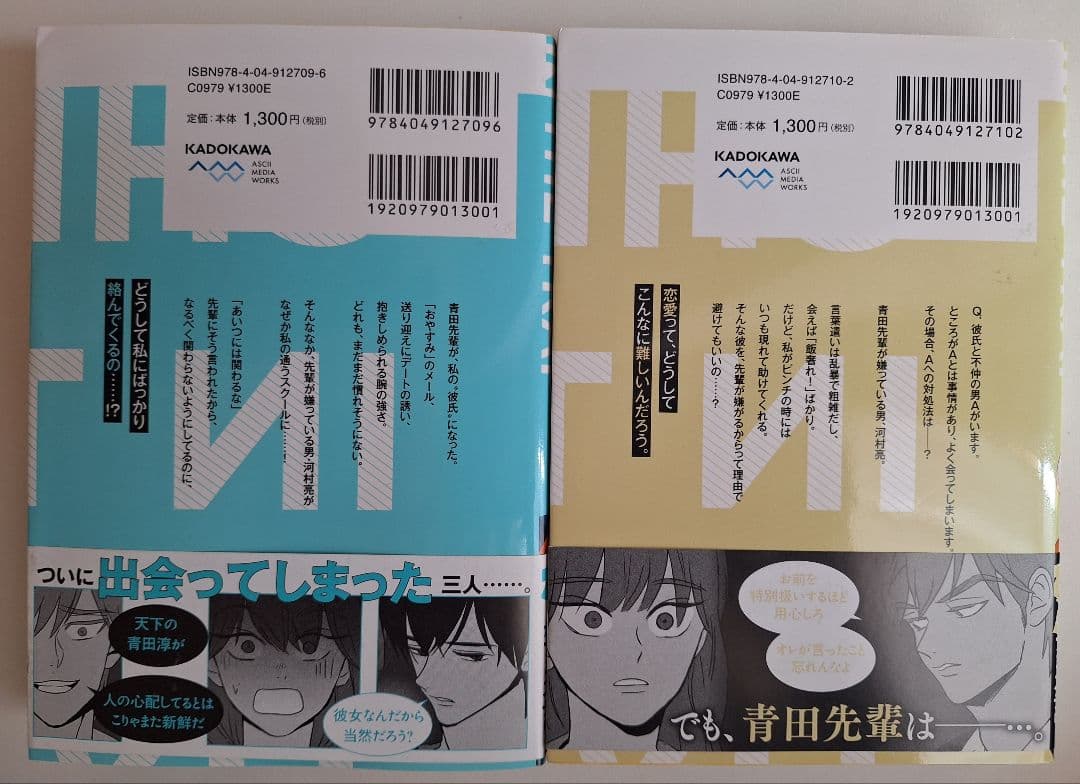 ISBN978-4-04-912709-6
C0979 ¥1300E
定価:本体 1,300円(税別)
KADOKAWA
ASCII
MEDIA
WORKS
9784049127096
1920979013001
青田先輩が、私の〝彼氏〟になった。
「おやすみ」のメール、
送り迎えにデートの誘い、
抱きしめられる腕の強さ。
どれも、まだまだ慣れそうにない。
そんななか、先輩が嫌っている男・河村亮が
なぜか私の通うスクールに……!?
「あいつには関わるな」
先輩にそう言われたから、
なるべく関わらないようにしてるのに、
どうして私にばっかり
絡んでくるの……!?
ついに出会ってしまった三人……。
天下の
青田淳が
人の心配してるとは
こりゃまた新鮮だ
彼女なんだから
当然だろう?
ISBN978-4-04-912710-2
C0979 ¥1300E
定価:本体 1,300円(税別)
KADOKAWA
ASCII
MEDIA
WORKS
9784049127102
1920979013001
Q、彼氏と不仲の男Aがいます。
ところがAとは事情があり、よく会ってしまいます。
その場合、Aへの対処法は——?
青田先輩が嫌っている男、河村亮。
言葉遣いは乱暴で粗雑だし、
会えば「飯奢れ!」ばかり。
だけど、私がピンチの時には
いつも現れて助けてくれる。
そんな彼を、先輩が嫌がるからって理由で
避けてもいいの……?
恋愛って、どうして
こんなに難しいんだろう。
お前を
特別扱いするほど
用心しろ
オレが言ったこと
忘れんなよ
でも、青田先輩は———…。